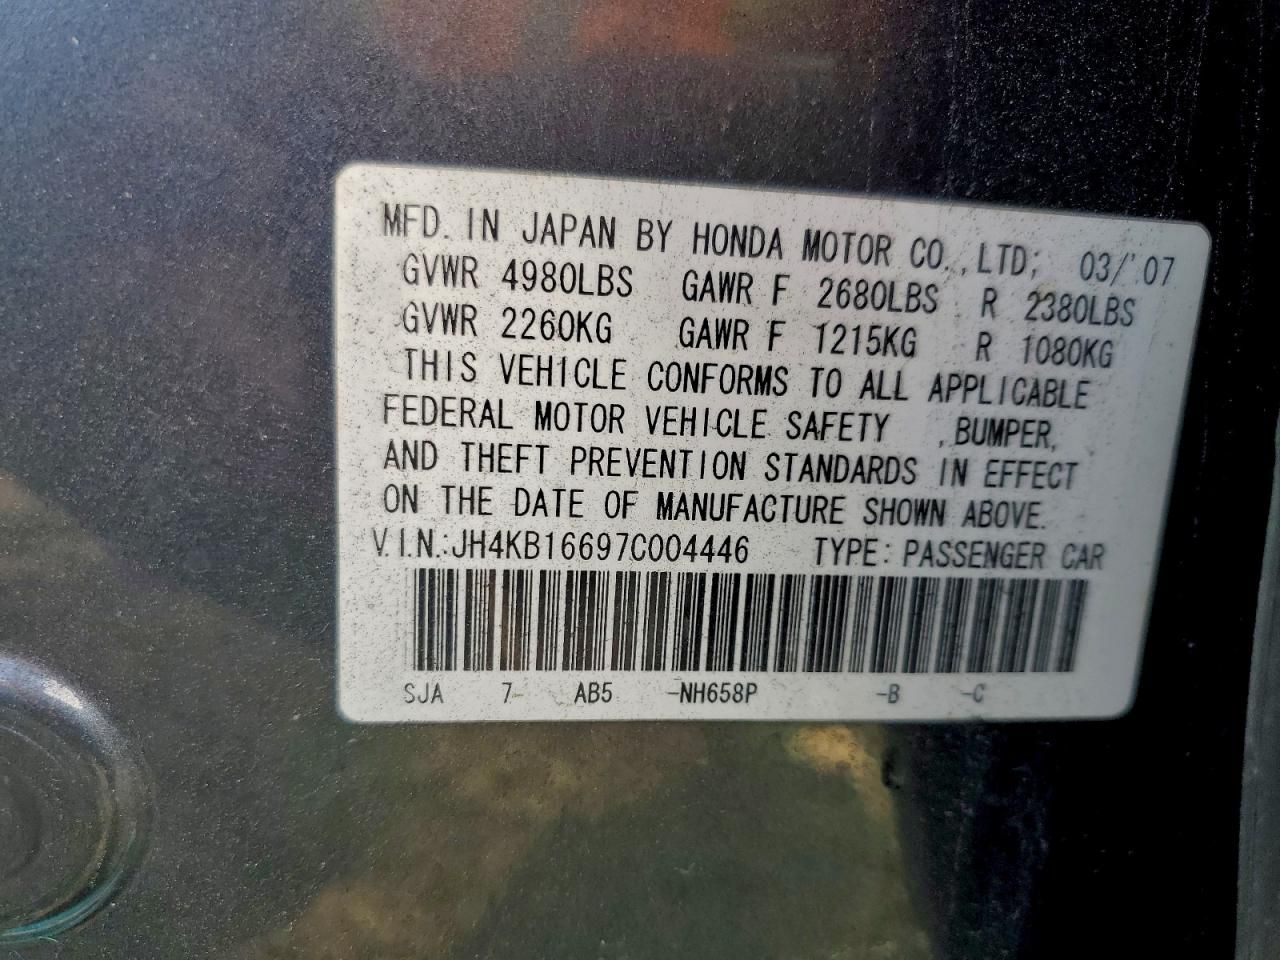 MFD. IN JAPAN BY HONDA MOTOR CO.,LTD; 03/'07
GVWR 4980LBS GAWR F 2680LBS R 2380LBS
GVWR 2260KG GAWR F 1215KG R 1080KG
THIS VEHICLE CONFORMS TO ALL APPLICABLE
FEDERAL MOTOR VEHICLE SAFETY ,BUMPER,
AND THEFT PREVENTION STANDARDS IN EFFECT
ON THE DATE OF MANUFACTURE SHOWN ABOVE.
V.I.N.:JH4KB16697C004446 TYPE: PASSENGER CAR
SJA 7- AB5 -NH658P -B -C